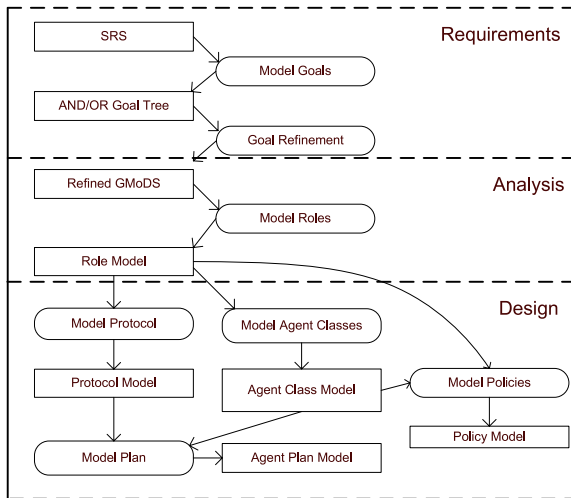 Requirements
SRS
Model Goals
AND/OR Goal Tree
Goal Refinement
Analysis
Refined GMoDS
Model Roles
Role Model
Design
Model Protocol
Model Agent Classes
Protocol Model
Agent Class Model
Model Policies
Policy Model
Model Plan
Agent Plan Model